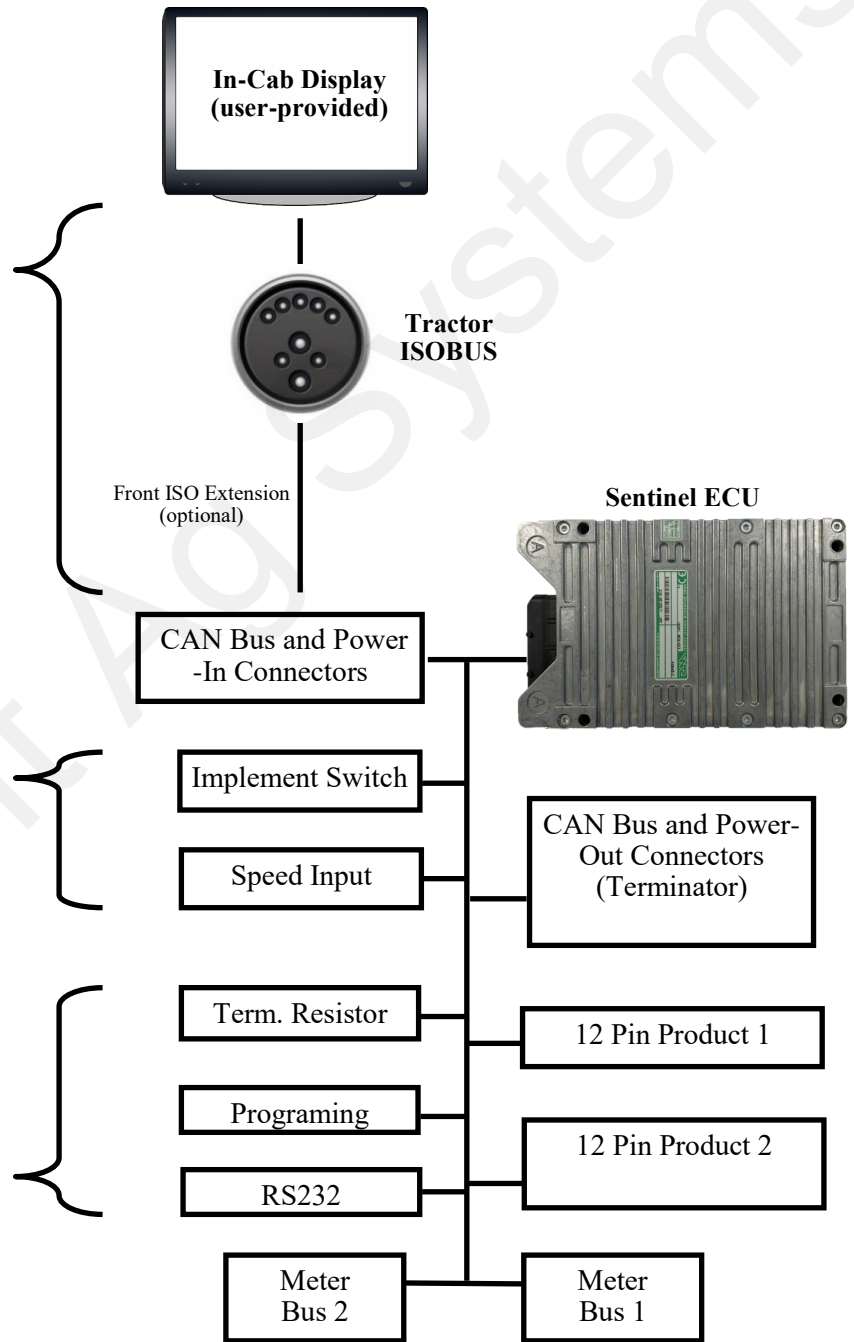 In-Cab Display
(user-provided)
Tractor
ISOBUS
Front ISO Extension
(optional)
Sentinel ECU
CAN Bus and Power
-In Connectors
Implement Switch
CAN Bus and Power-
Out Connectors
(Terminator)
Speed Input
Term. Resistor
12 Pin Product 1
Programing
12 Pin Product 2
RS232
Meter
Bus 2
Meter
Bus 1
Ag Systems